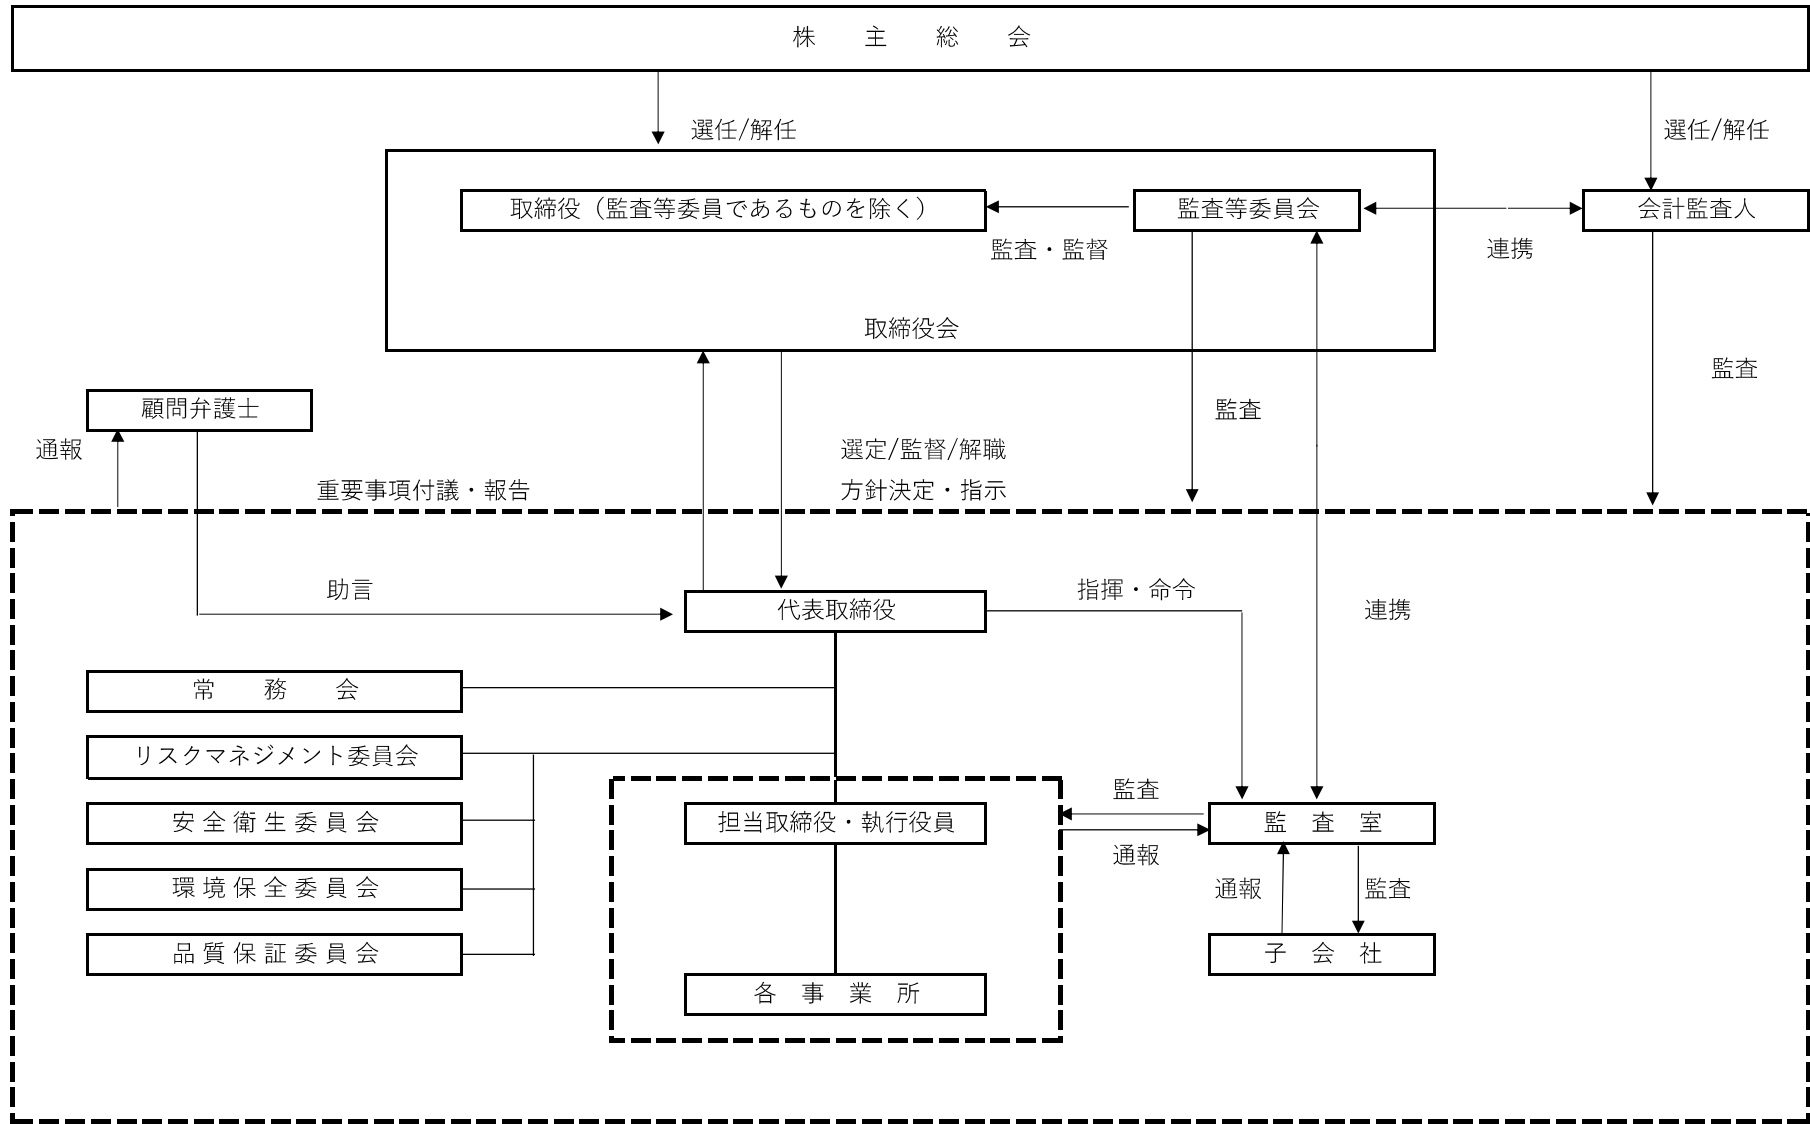 株　主　総　会
選任/解任
選任/解任
取締役（監査等委員であるものを除く）
監査等委員会
会計監査人
監査・監督
連携
取締役会
監査
顧問弁護士
監査
通報
選定/監督/解職
重要事項付議・報告
方針決定・指示
助言
指揮・命令
代表取締役
連携
常　務　会
リスクマネジメント委員会
監査
安全衛生委員会
担当取締役・執行役員
監　査　室
通報
環境保全委員会
通報
監査
品質保証委員会
子　会　社
各　事　業　所